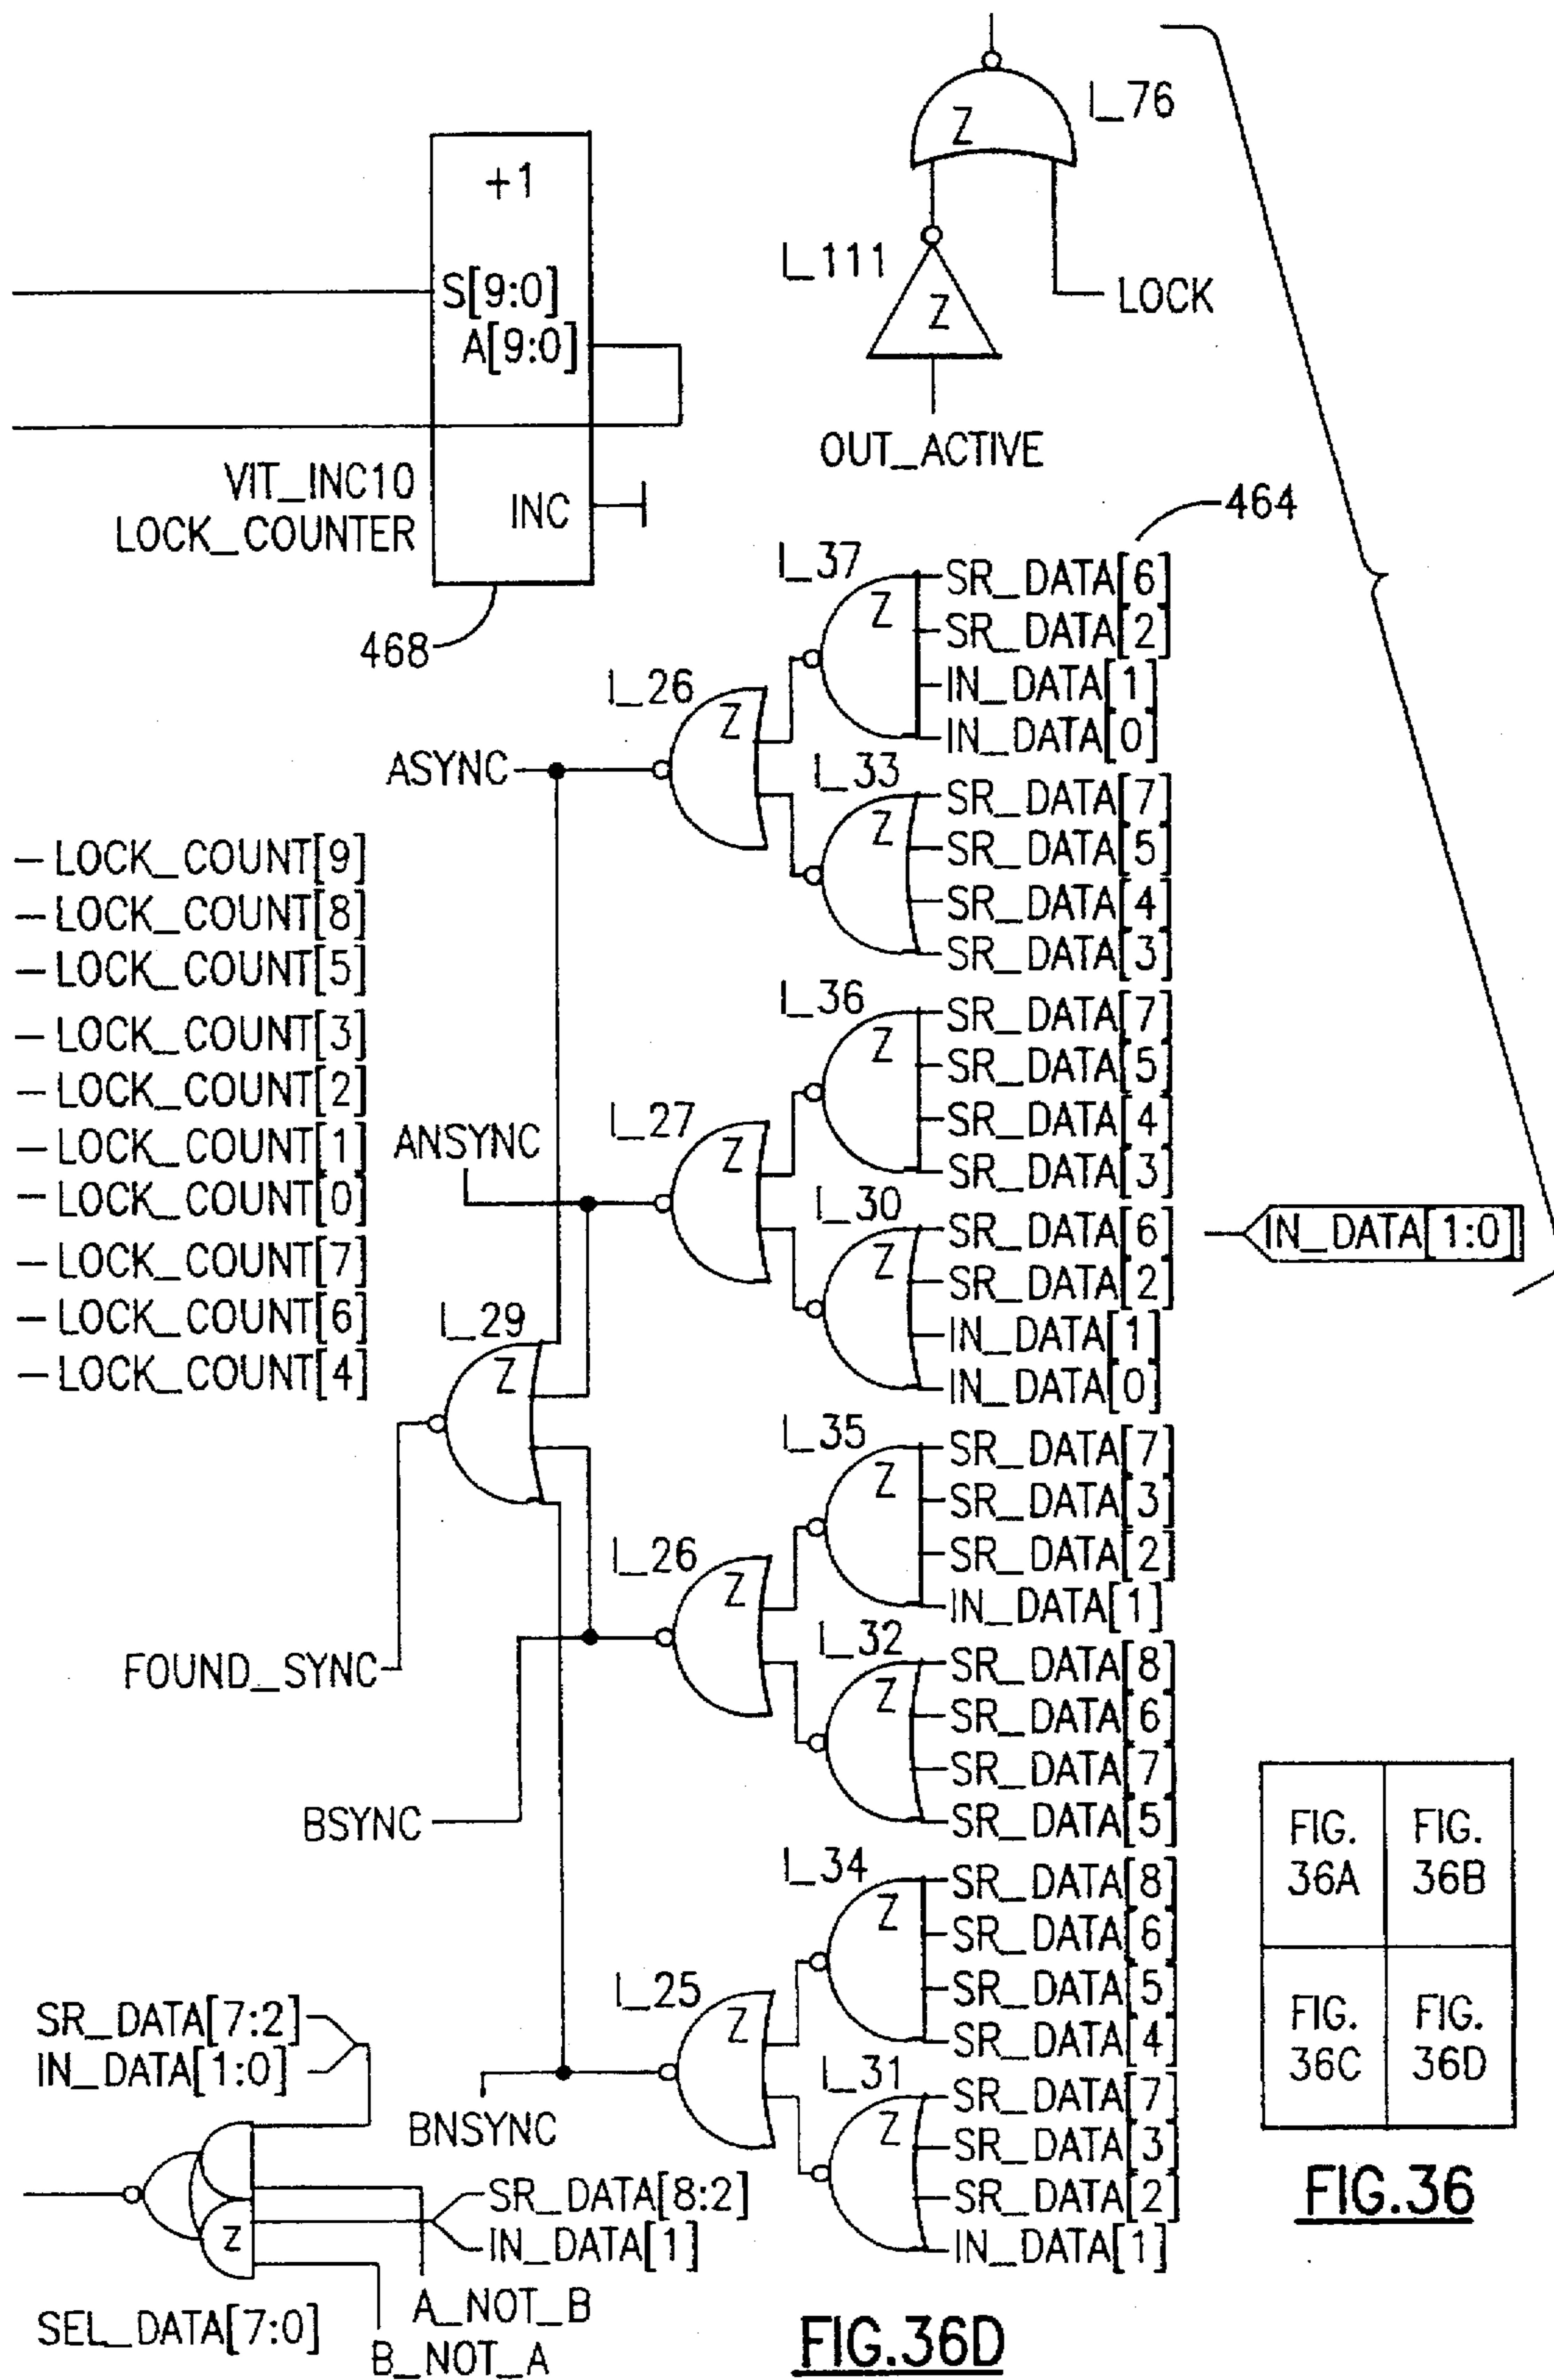 L_76
+1
S[9:0]
A[9:0]
INC
VIT_INC10
LOCK_COUNTER
468
Z
L_111
Z
LOCK
OUT_ACTIVE
464
L_37
Z
SR_DATA[6]
SR_DATA[2]
IN_DATA[1]
IN_DATA[0]
L_26
Z
ASYNC
L_33
Z
SR_DATA[7]
SR_DATA[5]
SR_DATA[4]
SR_DATA[3]
LOCK_COUNT[9]
LOCK_COUNT[8]
LOCK_COUNT[5]
LOCK_COUNT[3]
LOCK_COUNT[2]
LOCK_COUNT[1]
LOCK_COUNT[0]
LOCK_COUNT[7]
LOCK_COUNT[6]
LOCK_COUNT[4]
L_36
Z
SR_DATA[7]
SR_DATA[5]
SR_DATA[4]
SR_DATA[3]
L_27
Z
ANSYNC
L_30
Z
SR_DATA[6]
SR_DATA[2]
IN_DATA[1]
IN_DATA[0]
IN_DATA[1:0]
L_29
Z
FOUND_SYNC
L_35
Z
SR_DATA[7]
SR_DATA[3]
SR_DATA[2]
IN_DATA[1]
L_26
Z
BSYNC
L_32
Z
SR_DATA[8]
SR_DATA[6]
SR_DATA[7]
SR_DATA[5]
L_34
Z
SR_DATA[8]
SR_DATA[6]
SR_DATA[5]
SR_DATA[4]
L_25
Z
BNSYNC
L_31
Z
SR_DATA[7]
SR_DATA[3]
SR_DATA[2]
IN_DATA[1]
SR_DATA[7:2]
IN_DATA[1:0]
Z
SR_DATA[8:2]
IN_DATA[1]
A_NOT_B
B_NOT_A
SEL_DATA[7:0]
FIG. 36A
FIG. 36B
FIG. 36C
FIG. 36D
FIG.36
FIG.36D